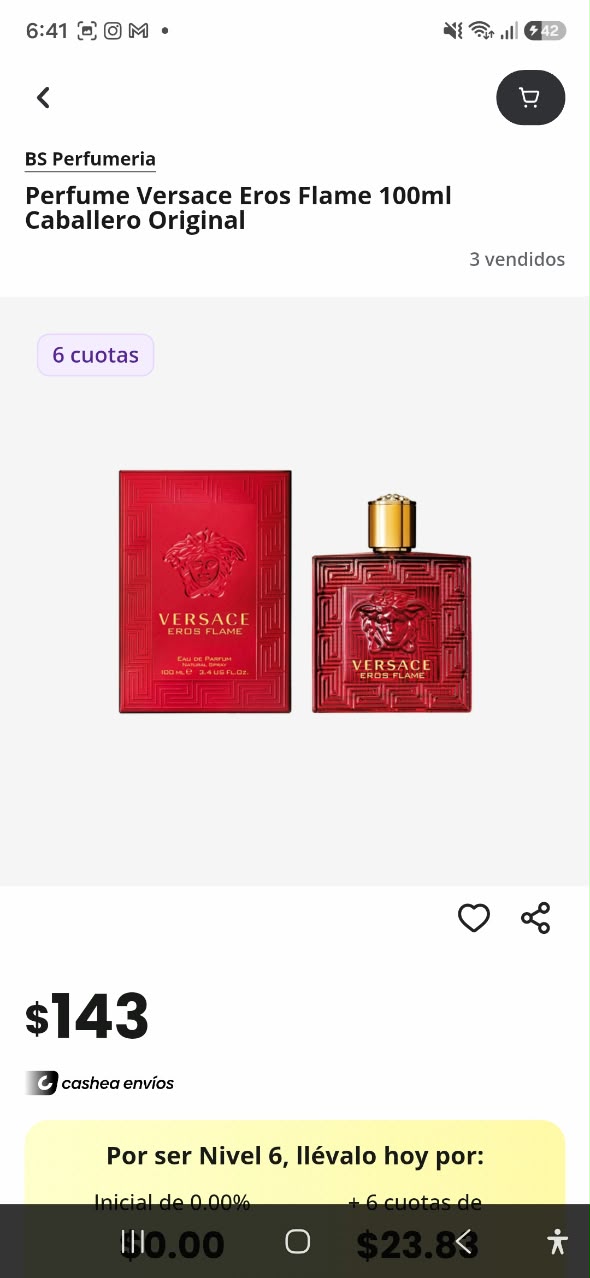 6:41
42
BS Perfumeria
Perfume Versace Eros Flame 100ml
Caballero Original
3 vendidos
6 cuotas
VERSACE
EROS FLAME
EAU DE PARFUM
NATURAL SPRAY
100 ML ℮ 3.4 US FL.OZ.
VERSACE
EROS FLAME
$143
cashea envíos
Por ser Nivel 6, llévalo hoy por:
Inicial de 0.00% + 6 cuotas de
$0.00 $23.83